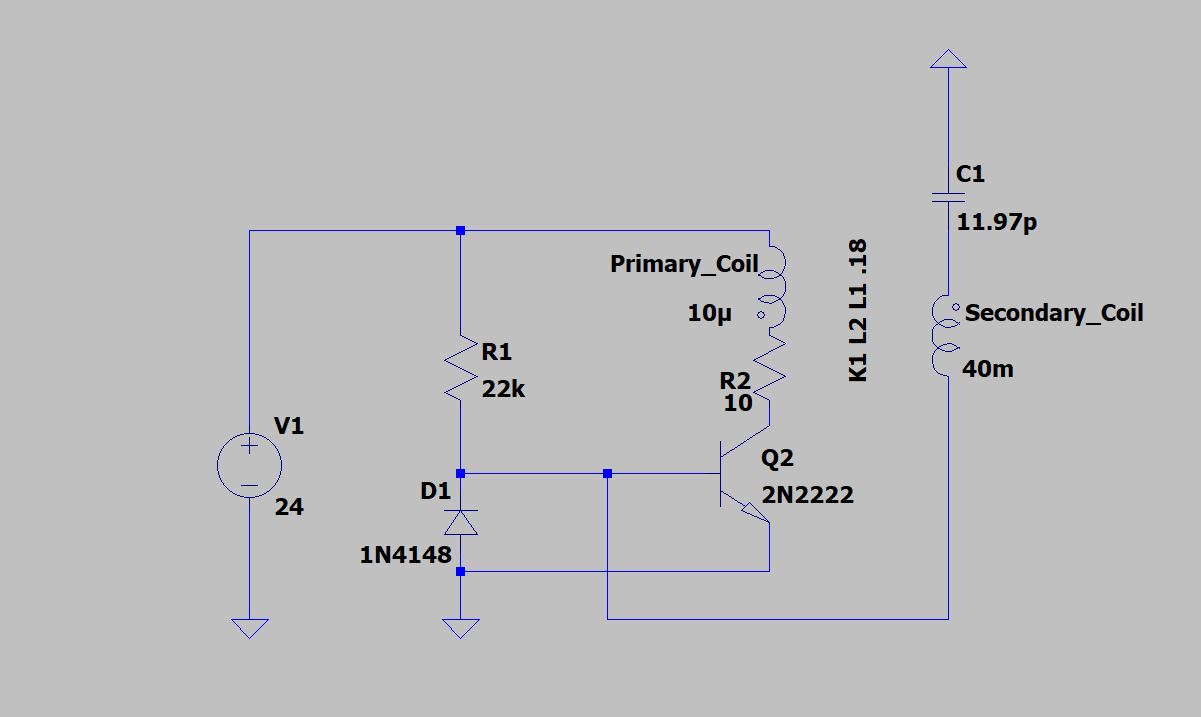 C1
11.97p
Primary_Coil
10µ
K1 L2 L1 .18
Secondary_Coil
40m
R1
22k
R2
10
V1
24
D1
1N4148
Q2
2N2222